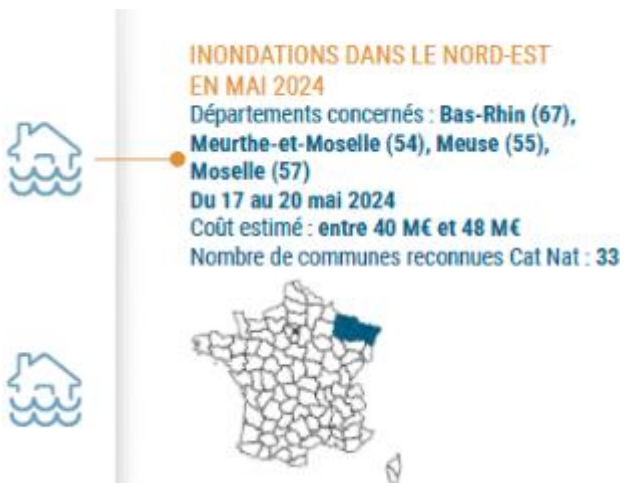 INONDATIONS DANS LE NORD-EST
EN MAI 2024
Départements concernés : Bas-Rhin (67),
Meurthe-et-Moselle (54), Meuse (55),
Moselle (57)
Du 17 au 20 mai 2024
Coût estimé : entre 40 M€ et 48 M€
Nombre de communes reconnues Cat Nat : 33